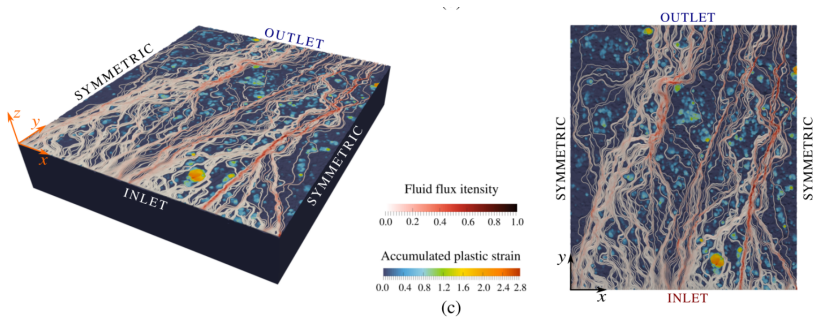 OUTLET
SYMMETRIC
z
y
x
INLET
SYMMETRIC
Fluid flux itensity
0.0 0.2 0.4 0.6 0.8 1.0
Accumulated plastic strain
0.0 0.4 0.8 1.2 1.6 2.0 2.4 2.8
(c)
OUTLET
SYMMETRIC
SYMMETRIC
y
x
INLET